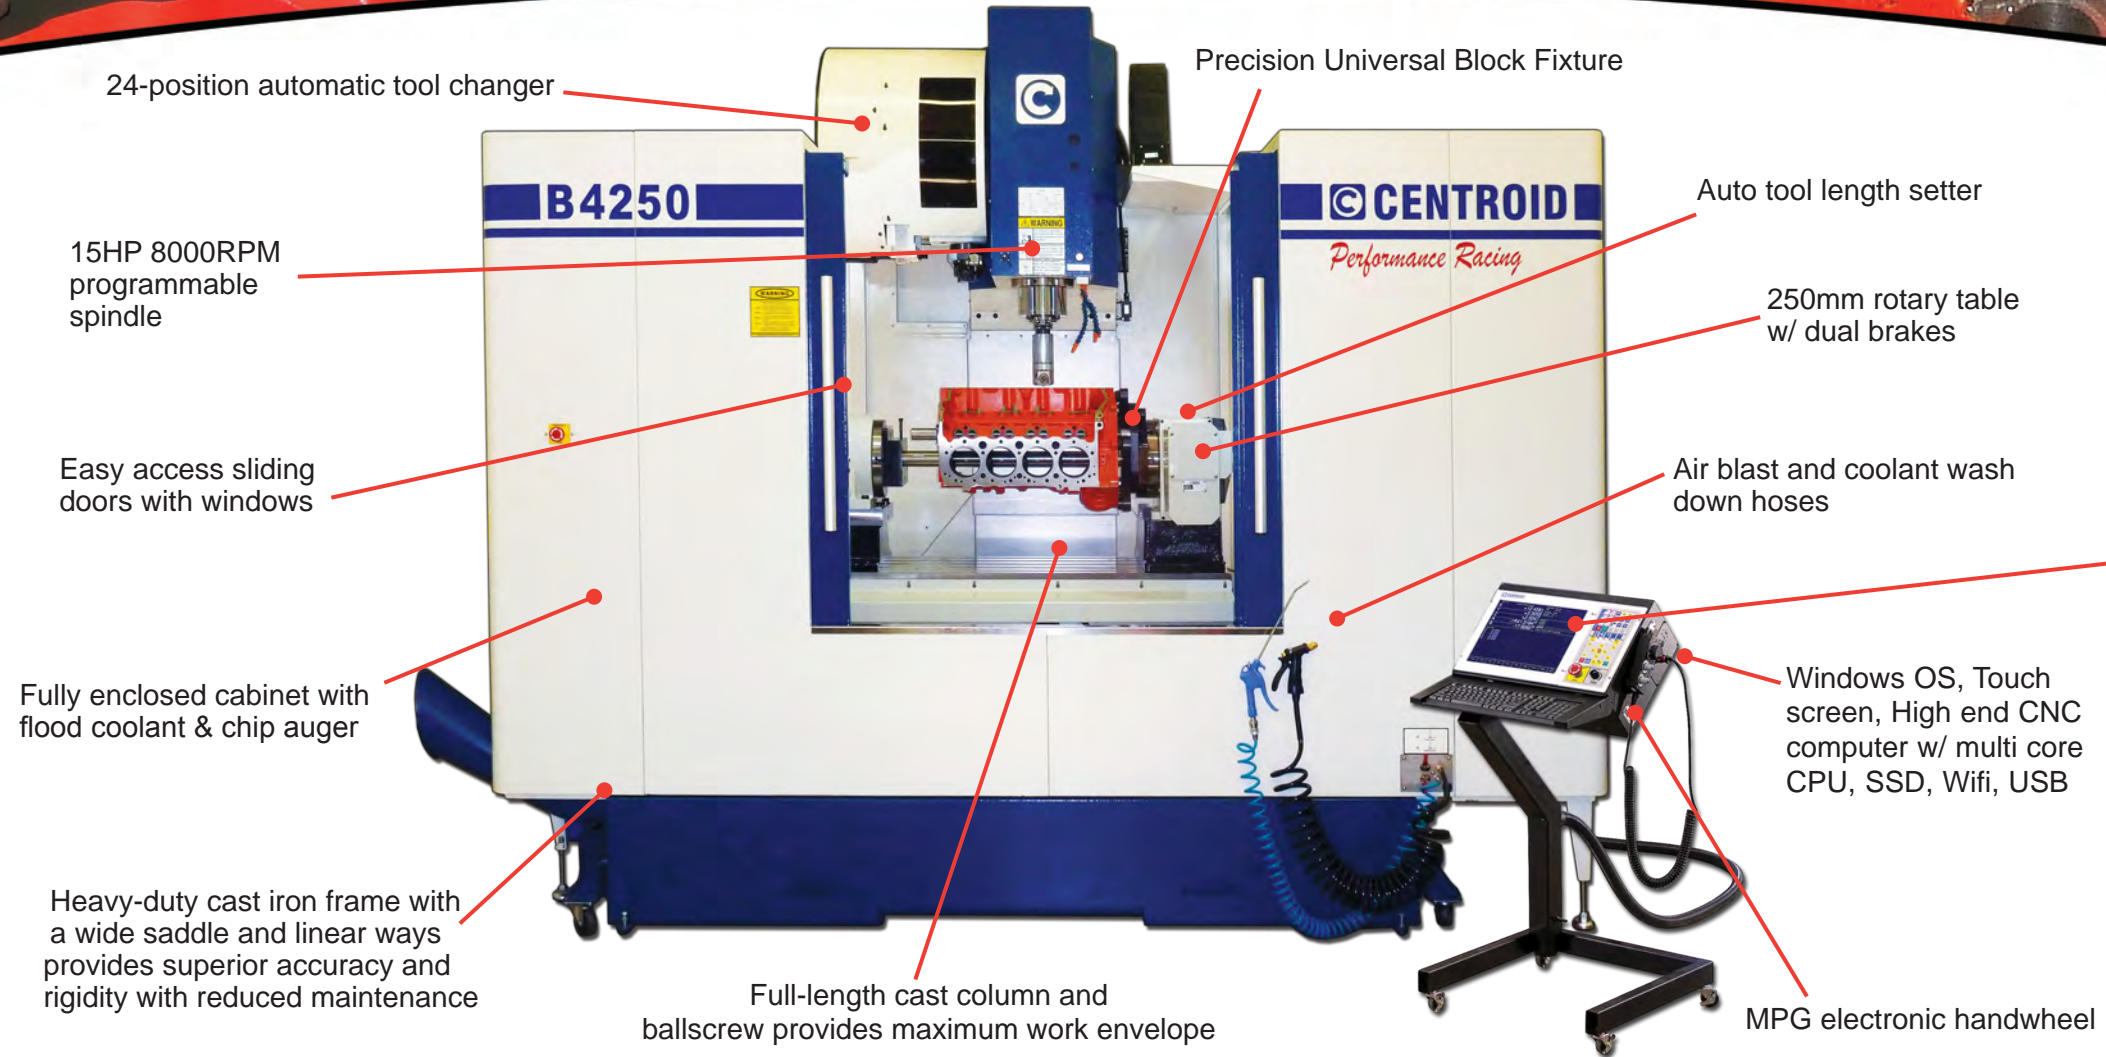 24-position automatic tool changer
Precision Universal Block Fixture
B4250
C CENTROID
Performance Racing
WARNING
WARNING
15HP 8000RPM
programmable
spindle
Auto tool length setter
250mm rotary table
w/ dual brakes
Easy access sliding
doors with windows
Air blast and coolant wash
down hoses
Fully enclosed cabinet with
flood coolant & chip auger
Windows OS, Touch
screen, High end CNC
computer w/ multi core
CPU, SSD, Wifi, USB
Heavy-duty cast iron frame with
a wide saddle and linear ways
provides superior accuracy and
rigidity with reduced maintenance
Full-length cast column and
ballscrew provides maximum work envelope
MPG electronic handwheel